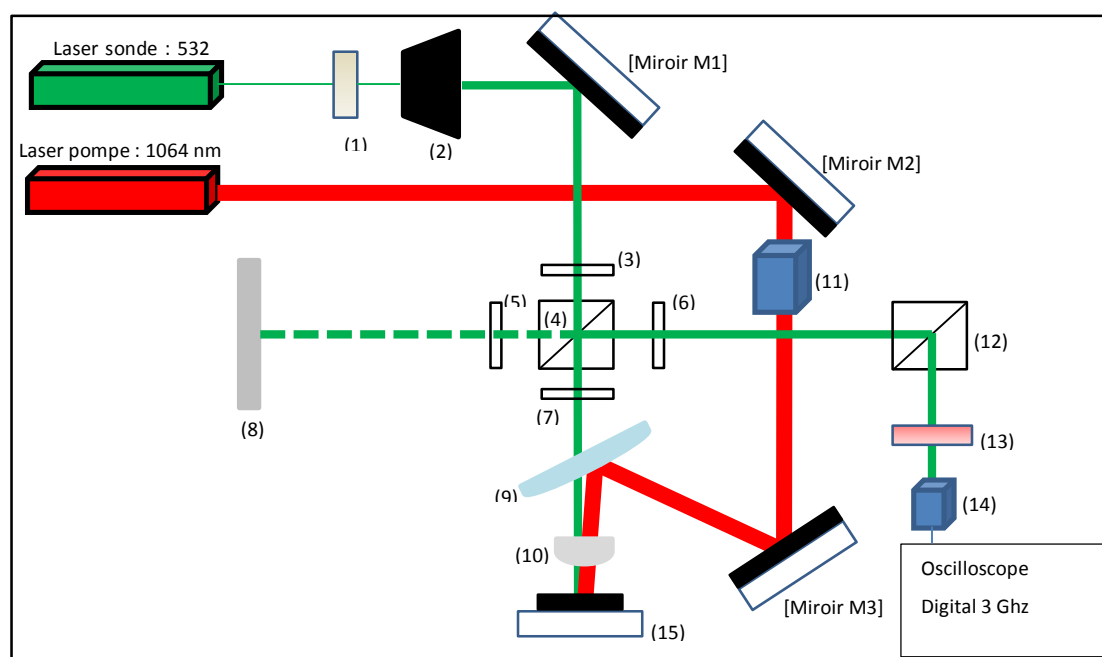 Laser sonde : 532
[Miroir M1]
(1)
(2)
Laser pompe : 1064 nm
[Miroir M2]
(3)
(11)
(5)
(4)
(6)
(12)
(7)
(8)
(13)
(9)
(14)
(10)
Oscilloscope
Digital 3 Ghz
[Miroir M3]
(15)